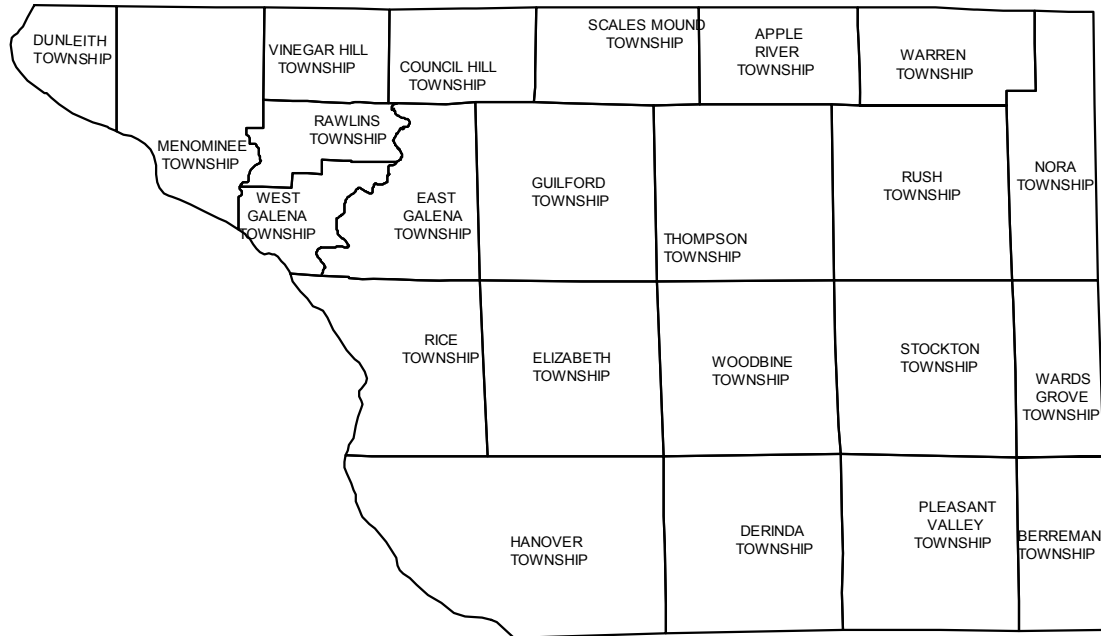 DUNLEITH
TOWNSHIP
VINEGAR HILL
TOWNSHIP
COUNCIL HILL
TOWNSHIP
SCALES MOUND
TOWNSHIP
APPLE
RIVER
TOWNSHIP
WARREN
TOWNSHIP
MENOMINEE
TOWNSHIP
RAWLINS
TOWNSHIP
WEST
GALENA
TOWNSHIP
EAST
GALENA
TOWNSHIP
GUILFORD
TOWNSHIP
THOMPSON
TOWNSHIP
RUSH
TOWNSHIP
NORA
TOWNSHIP
RICE
TOWNSHIP
ELIZABETH
TOWNSHIP
WOODBINE
TOWNSHIP
STOCKTON
TOWNSHIP
WARDS
GROVE
TOWNSHIP
HANOVER
TOWNSHIP
DERINDA
TOWNSHIP
PLEASANT
VALLEY
TOWNSHIP
BERREMAN
TOWNSHIP